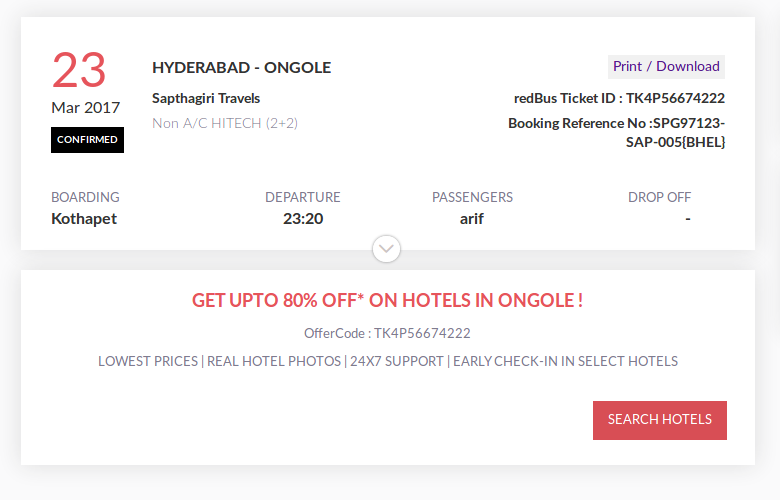 23
Mar 2017
CONFIRMED
HYDERABAD - ONGOLE
Sapthagiri Travels
Non A/C HITECH (2+2)
Print / Download
redBus Ticket ID : TK4P56674222
Booking Reference No :SPG97123-
SAP-005{BHEL}
BOARDING DEPARTURE PASSENGERS DROP OFF
Kothapet 23:20 arif -
GET UPTO 80% OFF* ON HOTELS IN ONGOLE !
OfferCode : TK4P56674222
LOWEST PRICES | REAL HOTEL PHOTOS | 24X7 SUPPORT | EARLY CHECK-IN IN SELECT HOTELS
SEARCH HOTELS